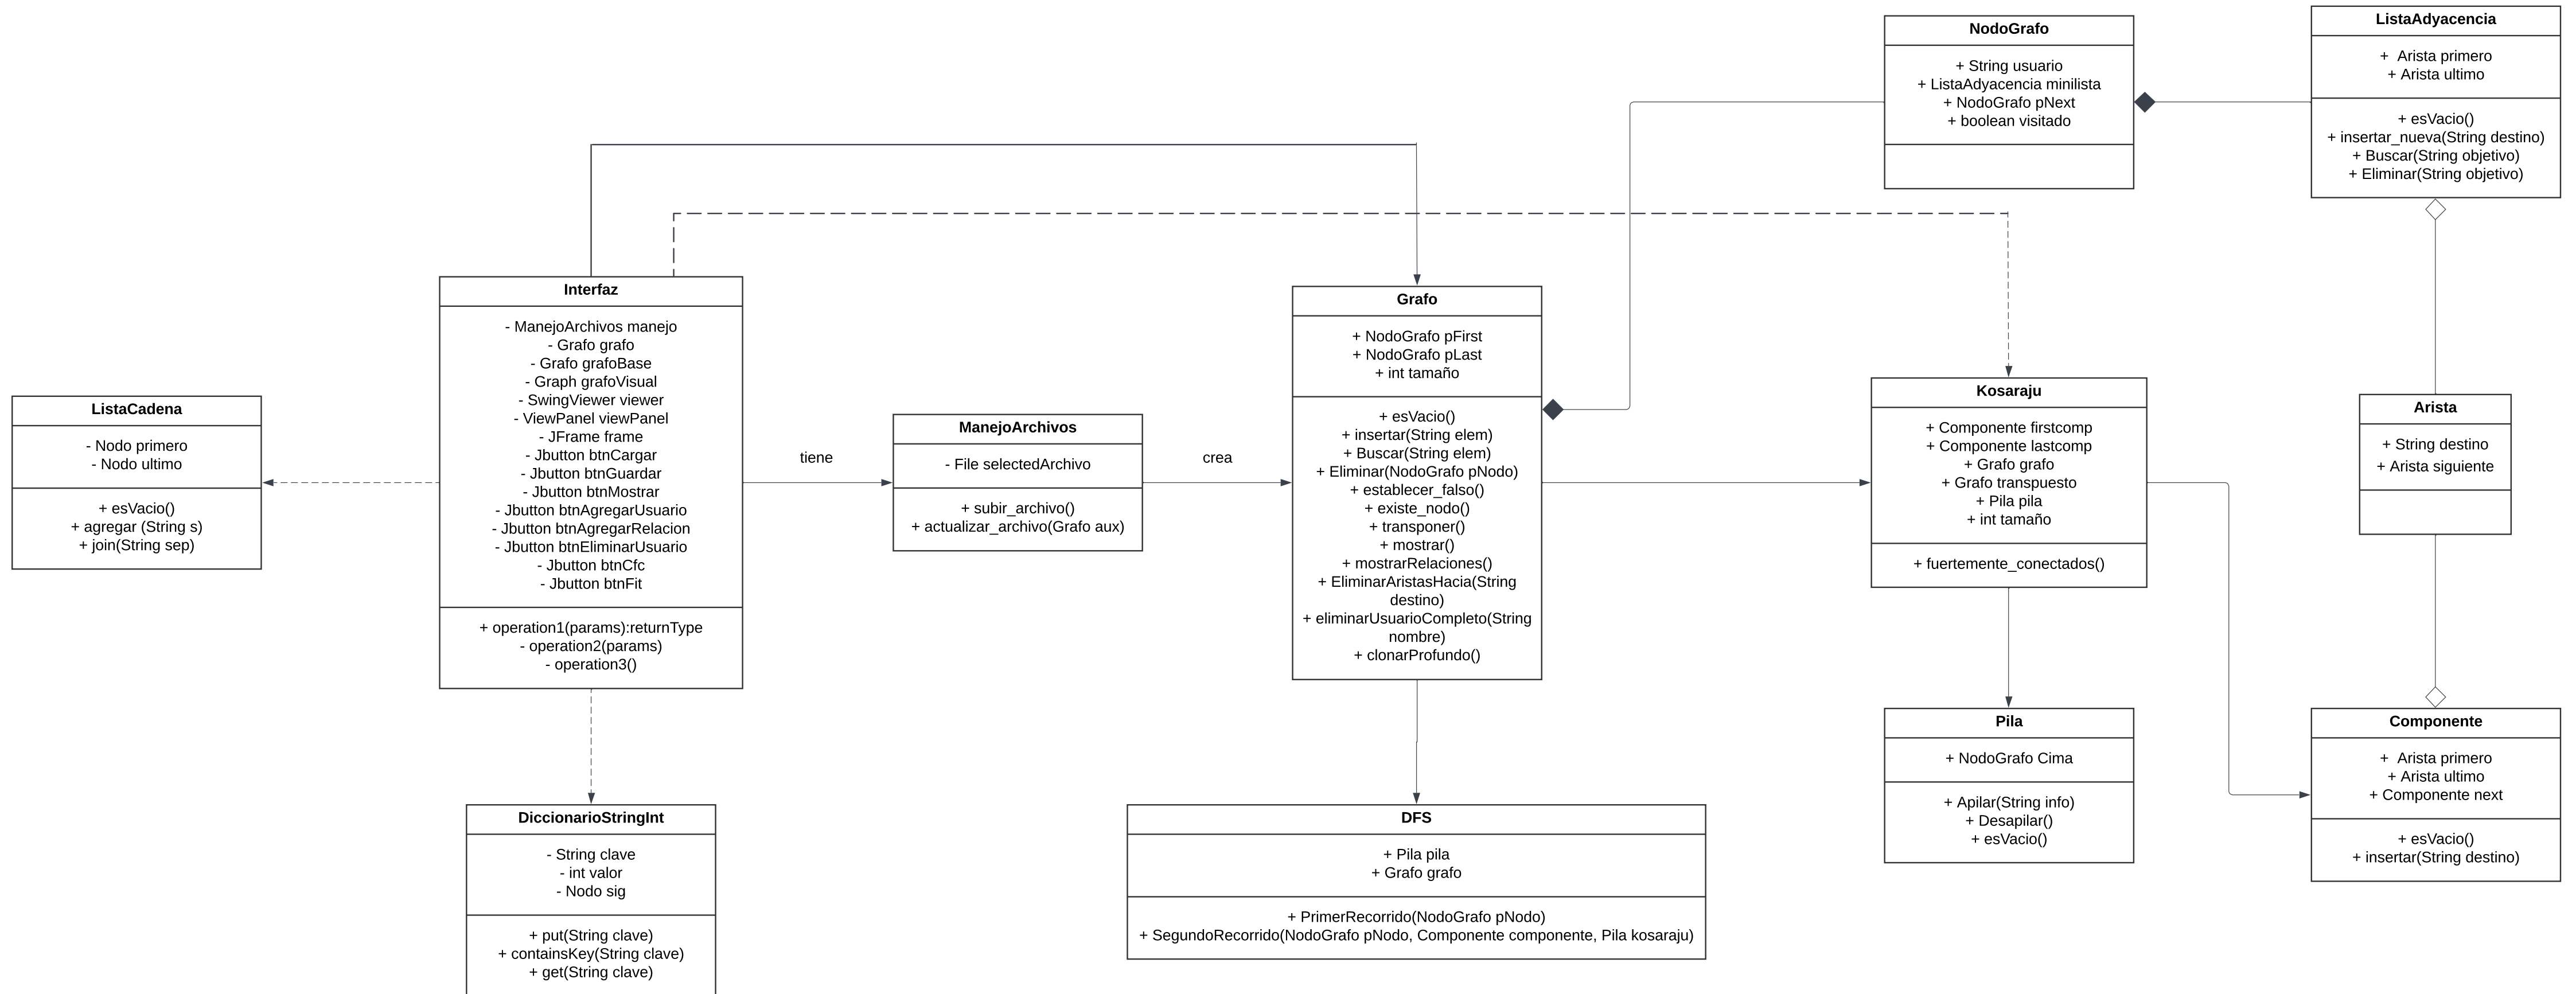 NodoGrafo
+ String usuario
+ ListaAdyacencia minilista
+ NodoGrafo pNext
+ boolean visitado
ListaAdyacencia
+  Arista primero
+ Arista ultimo
+ esVacio()
+ insertar_nueva(String destino)
+ Buscar(String objetivo)
+ Eliminar(String objetivo)
Interfaz
- ManejoArchivos manejo
- Grafo grafo
- Grafo grafoBase
- Graph grafoVisual
- SwingViewer viewer
- ViewPanel viewPanel
- JFrame frame
- Jbutton btnCargar
- Jbutton btnGuardar
- Jbutton btnMostrar
- Jbutton btnAgregarUsuario
- Jbutton btnAgregarRelacion
- Jbutton btnEliminarUsuario
- Jbutton btnCfc
- Jbutton btnFit
+ operation1(params):returnType
- operation2(params)
- operation3()
ListaCadena
- Nodo primero
- Nodo ultimo
+ esVacio()
+ agregar (String s)
+ join(String sep)
tiene
ManejoArchivos
- File selectedArchivo
+ subir_archivo()
+ actualizar_archivo(Grafo aux)
crea
Grafo
+ NodoGrafo pFirst
+ NodoGrafo pLast
+ int tamaño
+ esVacio()
+ insertar(String elem)
+ Buscar(String elem)
+ Eliminar(NodoGrafo pNodo)
+ establecer_falso()
+ existe_nodo()
+ transponer()
+ mostrar()
+ mostrarRelaciones()
+ EliminarAristasHacia(String
destino)
+ eliminarUsuarioCompleto(String
nombre)
+ clonarProfundo()
Kosaraju
+ Componente firstcomp
+ Componente lastcomp
+ Grafo grafo
+ Grafo transpuesto
+ Pila pila
+ int tamaño
+ fuertemente_conectados()
Arista
+ String destino
+ Arista siguiente
DiccionarioStringInt
- String clave
- int valor
- Nodo sig
+ put(String clave)
+ containsKey(String clave)
+ get(String clave)
DFS
+ Pila pila
+ Grafo grafo
+ PrimerRecorrido(NodoGrafo pNodo)
+ SegundoRecorrido(NodoGrafo pNodo, Componente componente, Pila kosaraju)
Pila
+ NodoGrafo Cima
+ Apilar(String info)
+ Desapilar()
+ esVacio()
Componente
+  Arista primero
+ Arista ultimo
+ Componente next
+ esVacio()
+ insertar(String destino)